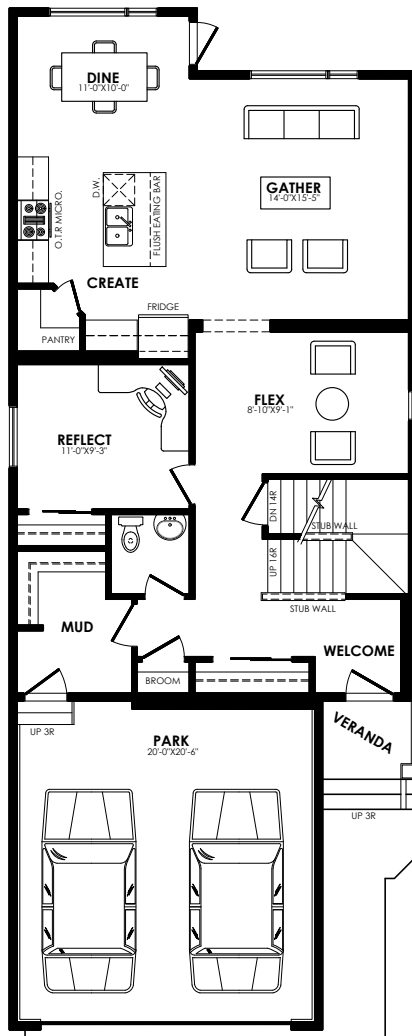 DINE
11'-0"X10'-0"
GATHER
14'-0"X15'-5"
D.W.
FLUSH EATING BAR
O.T.R MICRO.
CREATE
FRIDGE
PANTRY
FLEX
8'-10"X9'-1"
REFLECT
11'-0"X9'-3"
DN 14R
STUB WALL
UP 16R
STUB WALL
MUD
WELCOME
BROOM
VERANDA
UP 3R
PARK
20'-0"X20'-6"
UP 3R